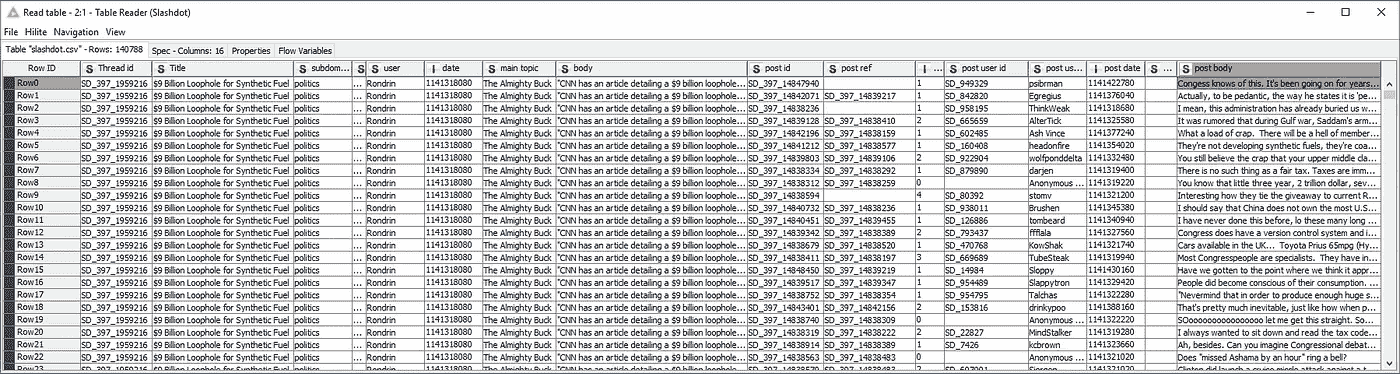 Read table - 2:1 - Table Reader (Slashdot)
File Hilite Navigation View
Table "slashdot.csv" - Rows: 140788 Spec - Columns: 16 Properties Flow Variables
Row ID S Thread id S Title S subdom... S S user I date S main topic S body S post id S post ref I ... S post user id S post us... I post date S ... S post body
Row0 SD_397_1959216 $9 Billion Loophole for Synthetic Fuel politics ... Rondrin 1141318080 The Almighty Buck "CNN has an article detailing a $9 billion loophole... SD_397_14847940 1 SD_949329 psibrman 1141422780 Congess knows of this. It's been going on for years...
Row1 SD_397_1959216 $9 Billion Loophole for Synthetic Fuel politics ... Rondrin 1141318080 The Almighty Buck "CNN has an article detailing a $9 billion loophole... SD_397_14842071 SD_397_14839217 1 SD_842820 Egregius 1141376040 Actually, to be pedantic, the way he states it is 'pe...
Row2 SD_397_1959216 $9 Billion Loophole for Synthetic Fuel politics ... Rondrin 1141318080 The Almighty Buck "CNN has an article detailing a $9 billion loophole... SD_397_14838236 1 SD_958195 ThinkWeak 1141318680 I mean, this administration has already buried us w...
Row3 SD_397_1959216 $9 Billion Loophole for Synthetic Fuel politics ... Rondrin 1141318080 The Almighty Buck "CNN has an article detailing a $9 billion loophole... SD_397_14839128 SD_397_14838410 2 SD_665659 AlterTick 1141325580 It was rumored that during Gulf war, Saddam's arm...
Row4 SD_397_1959216 $9 Billion Loophole for Synthetic Fuel politics ... Rondrin 1141318080 The Almighty Buck "CNN has an article detailing a $9 billion loophole... SD_397_14842196 SD_397_14838159 1 SD_602485 Ash Vince 1141377240 What a load of crap. There will be a hell of member...
Row5 SD_397_1959216 $9 Billion Loophole for Synthetic Fuel politics ... Rondrin 1141318080 The Almighty Buck "CNN has an article detailing a $9 billion loophole... SD_397_14841212 SD_397_14838577 1 SD_160408 headonfire 1141354020 They're not developing synthetic fuels, they're coa...
Row6 SD_397_1959216 $9 Billion Loophole for Synthetic Fuel politics ... Rondrin 1141318080 The Almighty Buck "CNN has an article detailing a $9 billion loophole... SD_397_14839803 SD_397_14839106 2 SD_922904 wolfponddelta 1141332480 You still believe the crap that your upper middle cla...
Row7 SD_397_1959216 $9 Billion Loophole for Synthetic Fuel politics ... Rondrin 1141318080 The Almighty Buck "CNN has an article detailing a $9 billion loophole... SD_397_14838334 SD_397_14838292 1 SD_879890 darjen 1141319400 There is no such thing as a fair tax. Taxes are imm...
Row8 SD_397_1959216 $9 Billion Loophole for Synthetic Fuel politics ... Rondrin 1141318080 The Almighty Buck "CNN has an article detailing a $9 billion loophole... SD_397_14838312 SD_397_14838259 0 Anonymous ... 1141319220 You know that little three year, 2 trillion dollar, sev...
Row9 SD_397_1959216 $9 Billion Loophole for Synthetic Fuel politics ... Rondrin 1141318080 The Almighty Buck "CNN has an article detailing a $9 billion loophole... SD_397_14838594 4 SD_80392 stomv 1141321200 Interesting how they tie the giveaway to current R...
Row10 SD_397_1959216 $9 Billion Loophole for Synthetic Fuel politics ... Rondrin 1141318080 The Almighty Buck "CNN has an article detailing a $9 billion loophole... SD_397_14840732 SD_397_14838236 1 SD_938011 Brushen 1141345380 I should say that China does not own the most U.S...
Row11 SD_397_1959216 $9 Billion Loophole for Synthetic Fuel politics ... Rondrin 1141318080 The Almighty Buck "CNN has an article detailing a $9 billion loophole... SD_397_14840451 SD_397_14839455 1 SD_126886 tombeard 1141340940 I have never done this before, lo these many long ...
Row12 SD_397_1959216 $9 Billion Loophole for Synthetic Fuel politics ... Rondrin 1141318080 The Almighty Buck "CNN has an article detailing a $9 billion loophole... SD_397_14839342 SD_397_14838389 2 SD_793437 ffflala 1141327560 Congress does have a version control system and i...
Row13 SD_397_1959216 $9 Billion Loophole for Synthetic Fuel politics ... Rondrin 1141318080 The Almighty Buck "CNN has an article detailing a $9 billion loophole... SD_397_14838679 SD_397_14838520 1 SD_470768 KowShak 1141321740 Cars available in the UK... Toyota Prius 65mpg (Hy...
Row14 SD_397_1959216 $9 Billion Loophole for Synthetic Fuel politics ... Rondrin 1141318080 The Almighty Buck "CNN has an article detailing a $9 billion loophole... SD_397_14838411 SD_397_14838197 3 SD_669689 TubeSteak 1141319940 Most Congresspeople are specialists. They have in...
Row15 SD_397_1959216 $9 Billion Loophole for Synthetic Fuel politics ... Rondrin 1141318080 The Almighty Buck "CNN has an article detailing a $9 billion loophole... SD_397_14848450 SD_397_14839219 1 SD_14984 Sloppy 1141430160 Have we gotten to the point where we think it appr...
Row16 SD_397_1959216 $9 Billion Loophole for Synthetic Fuel politics ... Rondrin 1141318080 The Almighty Buck "CNN has an article detailing a $9 billion loophole... SD_397_14839517 SD_397_14839347 1 SD_954489 Slappytron 1141329420 People did become conscious of their consumption. ...
Row17 SD_397_1959216 $9 Billion Loophole for Synthetic Fuel politics ... Rondrin 1141318080 The Almighty Buck "CNN has an article detailing a $9 billion loophole... SD_397_14838752 SD_397_14838354 1 SD_954795 Talchas 1141322280 "Nevermind that in order to produce enough huge s...
Row18 SD_397_1959216 $9 Billion Loophole for Synthetic Fuel politics ... Rondrin 1141318080 The Almighty Buck "CNN has an article detailing a $9 billion loophole... SD_397_14843401 SD_397_14842156 2 SD_153816 drinkypoo 1141388160 That's pretty much inevitable, just like how when p...
Row19 SD_397_1959216 $9 Billion Loophole for Synthetic Fuel politics ... Rondrin 1141318080 The Almighty Buck "CNN has an article detailing a $9 billion loophole... SD_397_14838740 SD_397_14838309 0 Anonymous ... 1141322220 SOooooooooooooo let me get this straight. So...
Row20 SD_397_1959216 $9 Billion Loophole for Synthetic Fuel politics ... Rondrin 1141318080 The Almighty Buck "CNN has an article detailing a $9 billion loophole... SD_397_14838319 SD_397_14838222 2 SD_22827 MindStalker 1141319280 I always wanted to sit down and read the tax code...
Row21 SD_397_1959216 $9 Billion Loophole for Synthetic Fuel politics ... Rondrin 1141318080 The Almighty Buck "CNN has an article detailing a $9 billion loophole... SD_397_14838914 SD_397_14838389 1 SD_7426 kcbrown 1141323660 Ah, besides. Can you imagine Congressional debat...
Row22 SD_397_1959216 $9 Billion Loophole for Synthetic Fuel politics ... Rondrin 1141318080 The Almighty Buck "CNN has an article detailing a $9 billion loophole... SD_397_14838563 SD_397_14838483 0 Anonymous ... 1141321020 Does "missed Ashama by an hour" ring a bell?